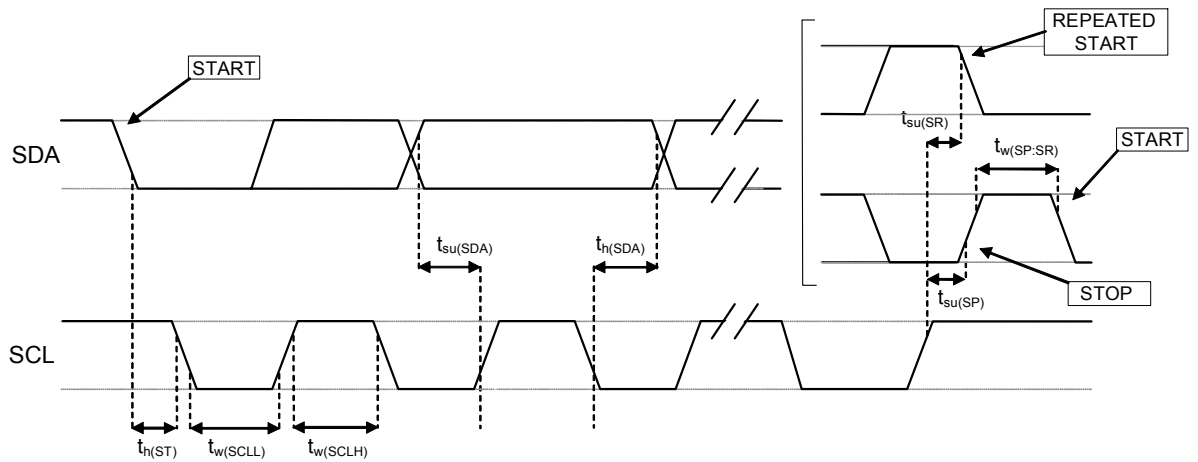 REPEATED
START
START
tsu(SR)
tw(SP:SR)
START
SDA
tsu(SDA)
th(SDA)
tsu(SP)
STOP
SCL
th(ST)
tw(SCLL)
tw(SCLH)